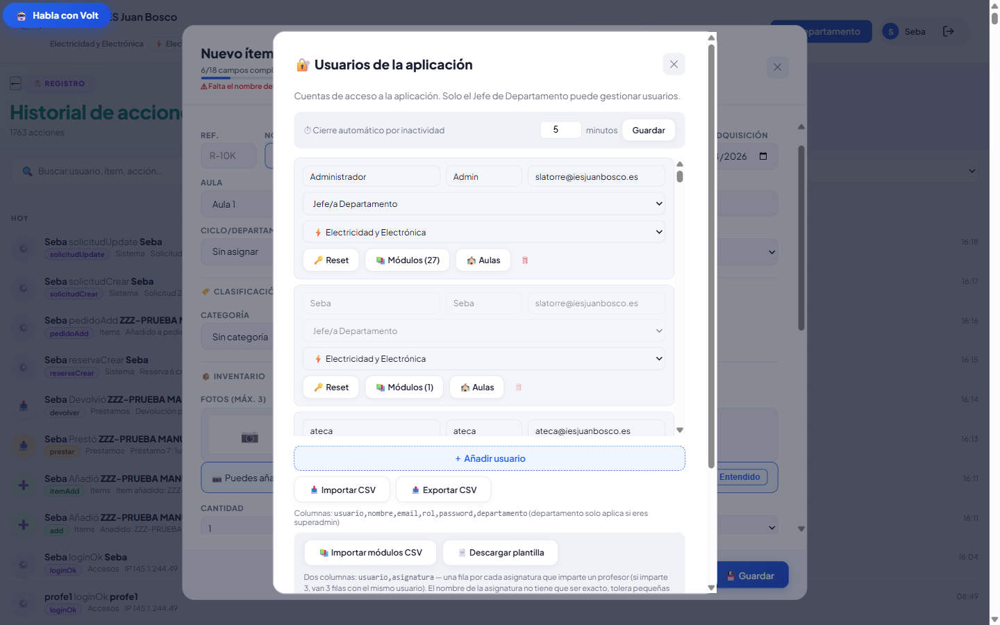 Habla con Volt
ES Juan Bosco
Electricidad y Electrónica
Elec
epartamento
S
Seba
REGISTRO
Historial de accion
1763 acciones
Buscar usuario, ítem, acción...
HOY
Seba solicitudUpdate Seba
solicitudUpdate Sistema Solicitud
16:18
Seba solicitudCrear Seba
solicitudCrear Sistema Solicitud 2
16:17
Seba pedidoAdd ZZZ-PRUEBA M
pedidoAdd Items Añadido a pedid
16:16
Seba reservaCrear Seba
reservaCrear Sistema Reserva 6 c
16:15
Seba Devolvió ZZZ-PRUEBA MA
devolver Prestamos Devolución p
16:14
Seba Prestó ZZZ-PRUEBA MANU
prestar Prestamos Préstamo 7: 1u
16:13
Seba Añadió ZZZ-PRUEBA MAN
itemAdd Items Item añadido: ZZZ
16:11
Seba Añadió ZZZ-PRUEBA MAN
add Items Anadido: ZZZ-PRUEBA
16:11
Seba loginOk Seba
loginOk Accesos IP 145.1.244.49
16:04
profe1 loginOk profe1
loginOk Accesos IP 145.1.244.49
08:49
Nuevo ítem
6/18 campos compl
Falta el nombre de
REF.
NO
DQUISICIÓN
R-10K
/2026
AULA
Aula 1
CICLO/DEPARTAM
Sin asignar
CLASIFICACIÓ
CATEGORÍA
Sin categoría
INVENTARIO
FOTOS (MÁX. 3)
Puedes aña
Entendido
CANTIDAD
1
Guardar
Usuarios de la aplicación
Cuentas de acceso a la aplicación. Solo el Jefe de Departamento puede gestionar usuarios.
Cierre automático por inactividad
5
minutos
Guardar
Administrador
Admin
slatorre@iesjuanbosco.es
Jefe/a Departamento
Electricidad y Electrónica
Reset
Módulos (27)
Aulas
Seba
Seba
slatorre@iesjuanbosco.es
Jefe/a Departamento
Electricidad y Electrónica
Reset
Módulos (1)
Aulas
ateca
ateca
ateca@iesjuanbosco.es
+ Añadir usuario
Importar CSV
Exportar CSV
Columnas: usuario,nombre,email,rol,password,departamento (departamento solo aplica si eres
superadmin)
Importar módulos CSV
Descargar plantilla
Dos columnas: usuario,asignatura — una fila por cada asignatura que imparte un profesor (si imparte
3, van 3 filas con el mismo usuario). El nombre de la asignatura no tiene que ser exacto, tolera pequeñas